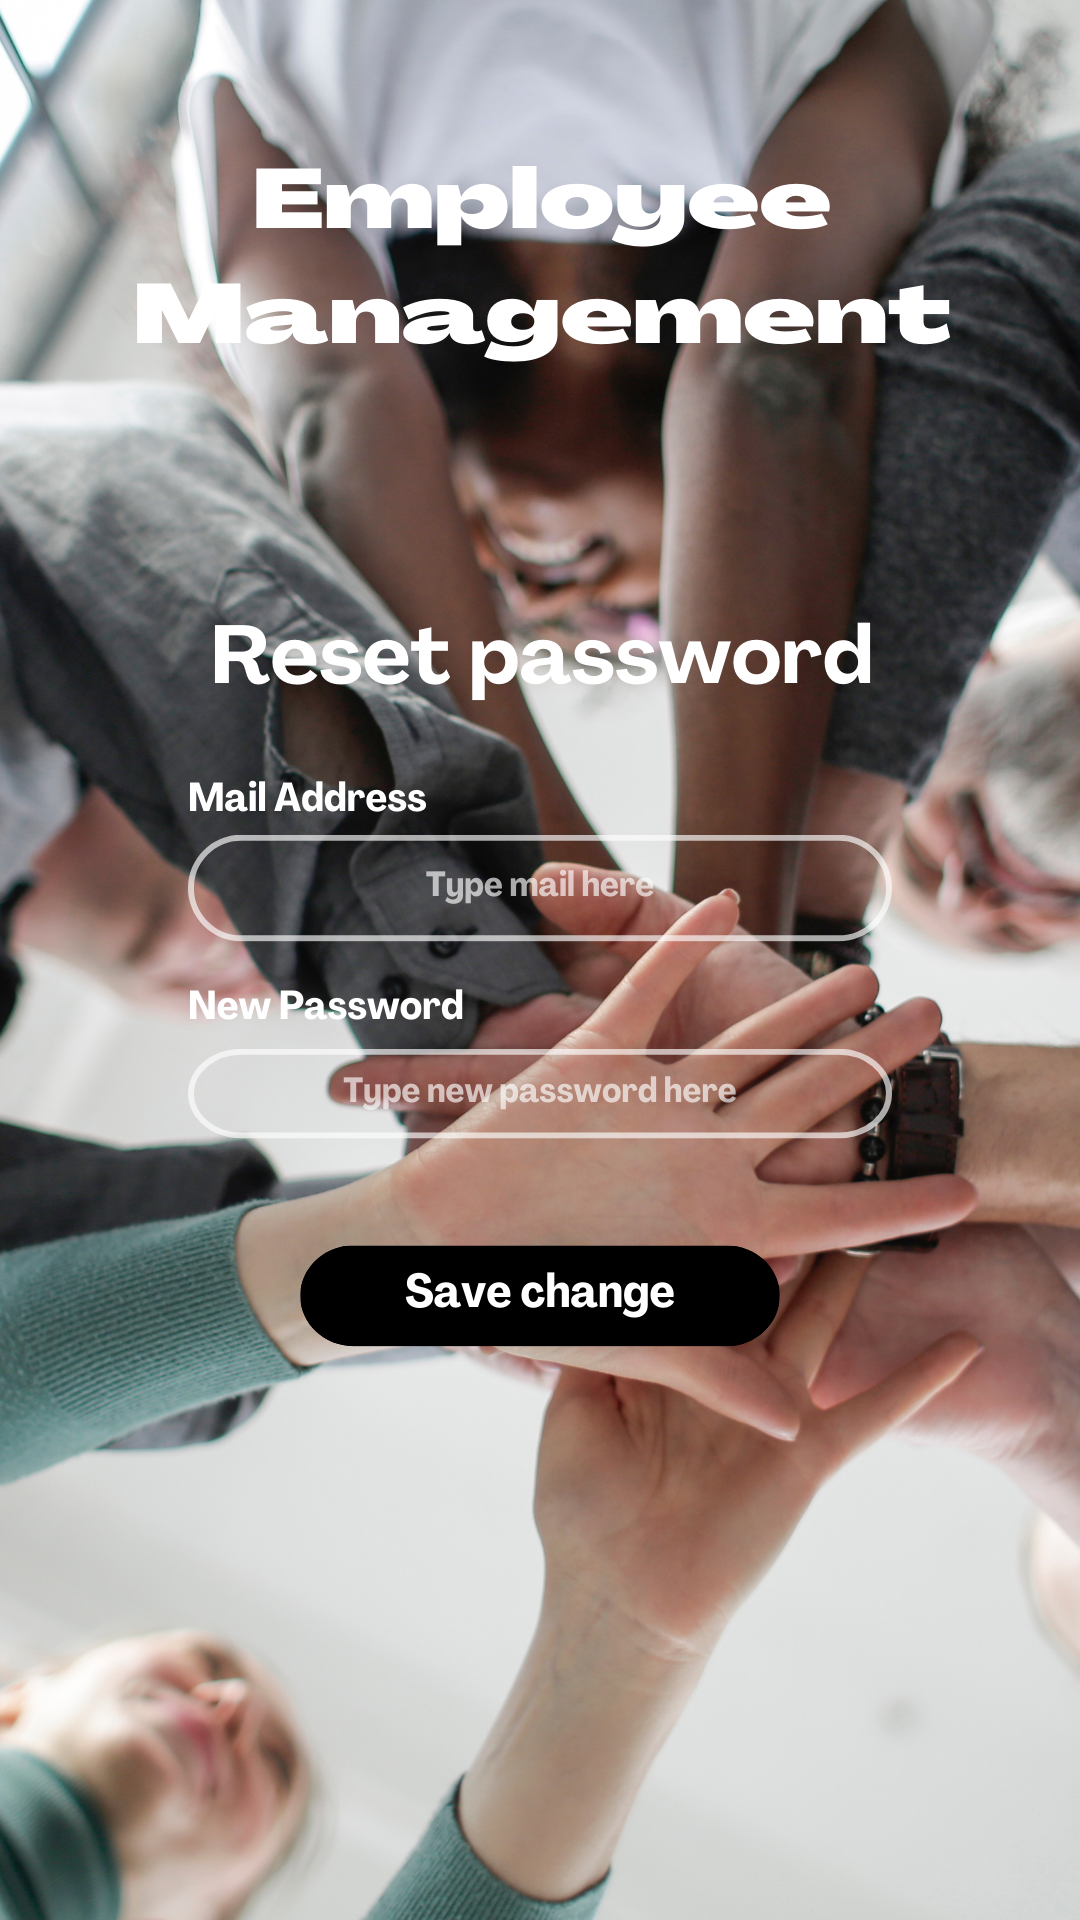 Employee
Management
Reset password
Mail Address
Type mail here
New Password
Type new password here
Save change